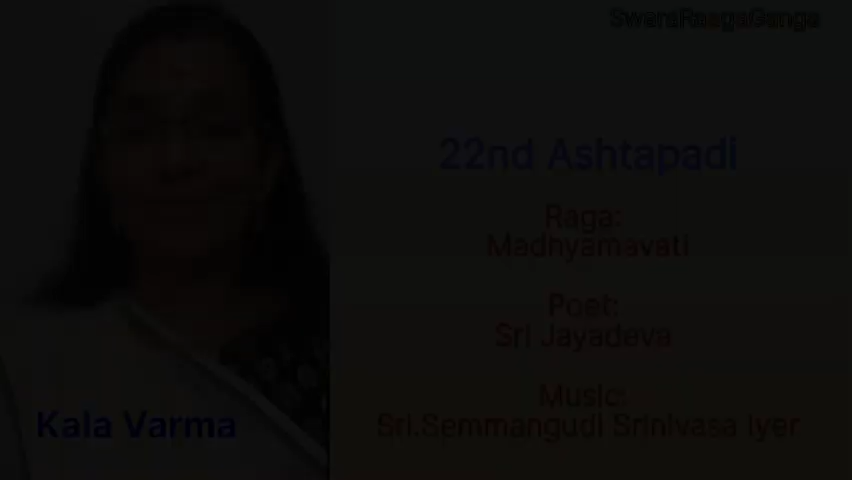 SwaraRaagaGanga
22nd Ashtapadi
Raga:
Madhyamavati
Poet:
Sri Jayadeva
Music:
Sri.Semmangudi Srinivasa Iyer
Kala Varma